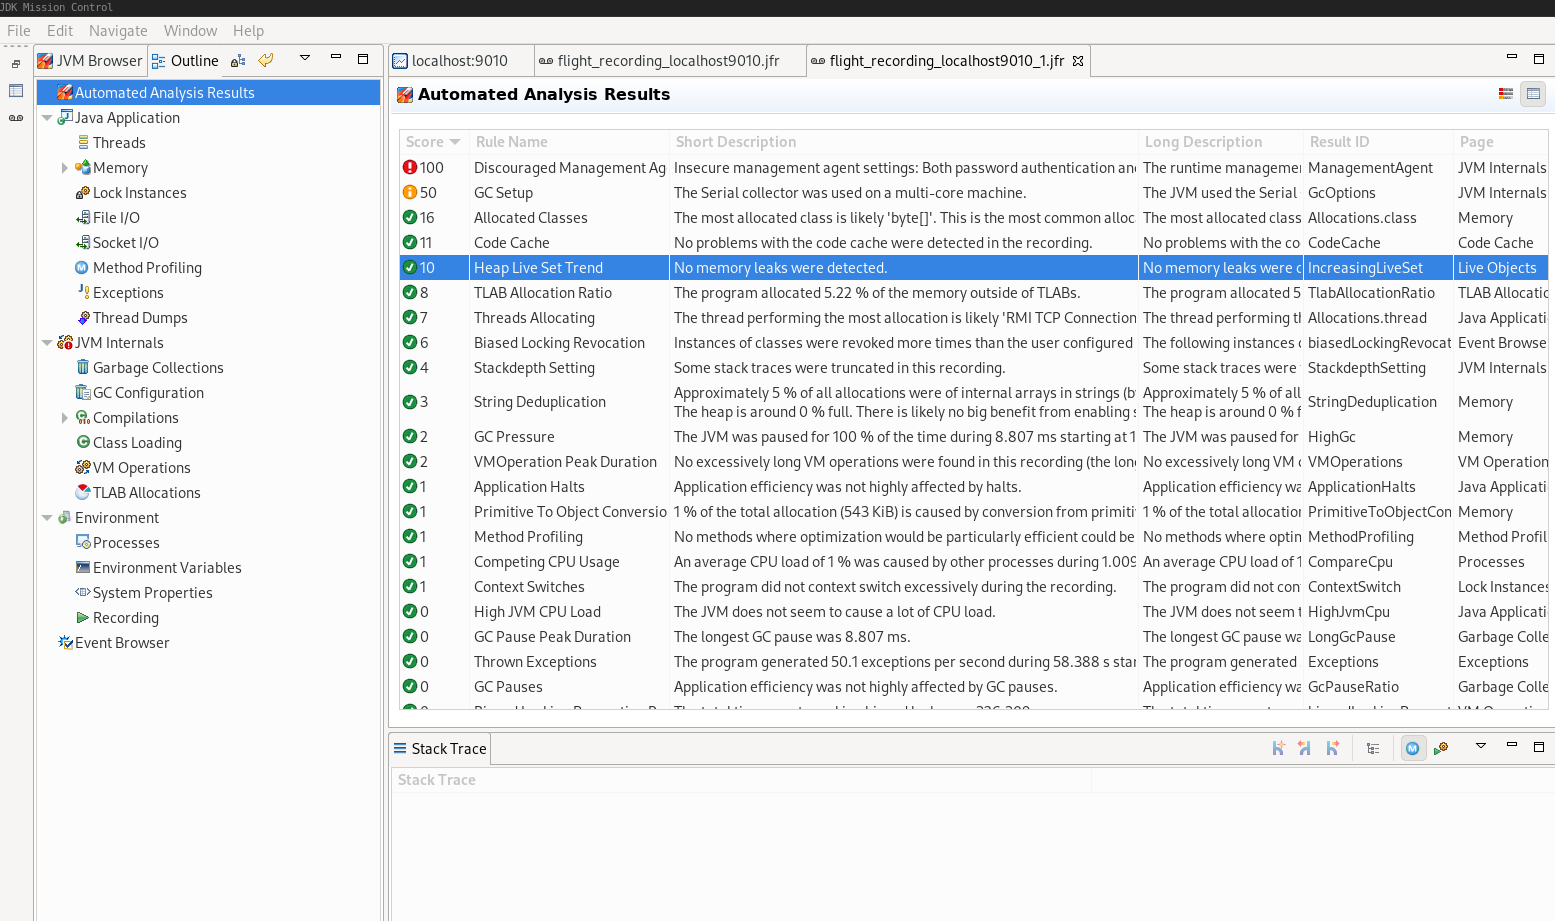 JDK Mission Control
File Edit Navigate Window Help
JVM Browser Outline
localhost:9010 flight_recording_localhost9010.jfr flight_recording_localhost9010_1.jfr
Automated Analysis Results
Java Application
Threads
Memory
Lock Instances
File I/O
Socket I/O
Method Profiling
Exceptions
Thread Dumps
JVM Internals
Garbage Collections
GC Configuration
Compilations
Class Loading
VM Operations
TLAB Allocations
Environment
Processes
Environment Variables
System Properties
Recording
Event Browser
Automated Analysis Results
Score Rule Name Short Description Long Description Result ID Page
100 Discouraged Management Ag Insecure management agent settings: Both password authentication and The runtime managemer ManagementAgent JVM Internals
50 GC Setup The Serial collector was used on a multi-core machine. The JVM used the Serial GcOptions JVM Internals
16 Allocated Classes The most allocated class is likely 'byte[]'. This is the most common alloc The most allocated class Allocations.class Memory
11 Code Cache No problems with the code cache were detected in the recording. No problems with the co CodeCache Code Cache
10 Heap Live Set Trend No memory leaks were detected. No memory leaks were c IncreasingLiveSet Live Objects
8 TLAB Allocation Ratio The program allocated 5.22 % of the memory outside of TLABs. The program allocated 5 TlabAllocationRatio TLAB Allocatio
7 Threads Allocating The thread performing the most allocation is likely 'RMI TCP Connection The thread performing th Allocations.thread Java Applicati
6 Biased Locking Revocation Instances of classes were revoked more times than the user configured The following instances c biasedLockingRevocat Event Browse
4 Stackdepth Setting Some stack traces were truncated in this recording. Some stack traces were StackdepthSetting JVM Internals
3 String Deduplication Approximately 5 % of all allocations were of internal arrays in strings (by Approximately 5 % of all StringDeduplication Memory
The heap is around 0 % full. There is likely no big benefit from enabling s The heap is around 0 % f
2 GC Pressure The JVM was paused for 100 % of the time during 8.807 ms starting at 1 The JVM was paused for HighGc Memory
2 VMOperation Peak Duration No excessively long VM operations were found in this recording (the lon No excessively long VM VMOperations VM Operation
1 Application Halts Application efficiency was not highly affected by halts. Application efficiency wa ApplicationHalts Java Applicati
1 Primitive To Object Conversio 1 % of the total allocation (543 KiB) is caused by conversion from primiti 1 % of the total allocation PrimitiveToObjectCon Memory
1 Method Profiling No methods where optimization would be particularly efficient could be No methods where optin MethodProfiling Method Profil
1 Competing CPU Usage An average CPU load of 1 % was caused by other processes during 1.009 An average CPU load of 1 CompareCpu Processes
1 Context Switches The program did not context switch excessively during the recording. The program did not con ContextSwitch Lock Instances
0 High JVM CPU Load The JVM does not seem to cause a lot of CPU load. The JVM does not seem t HighJvmCpu Java Applicati
0 GC Pause Peak Duration The longest GC pause was 8.807 ms. The longest GC pause wa LongGcPause Garbage Colle
0 Thrown Exceptions The program generated 50.1 exceptions per second during 58.388 s star The program generated Exceptions Exceptions
0 GC Pauses Application efficiency was not highly affected by GC pauses. Application efficiency wa GcPauseRatio Garbage Colle
Stack Trace
Stack Trace